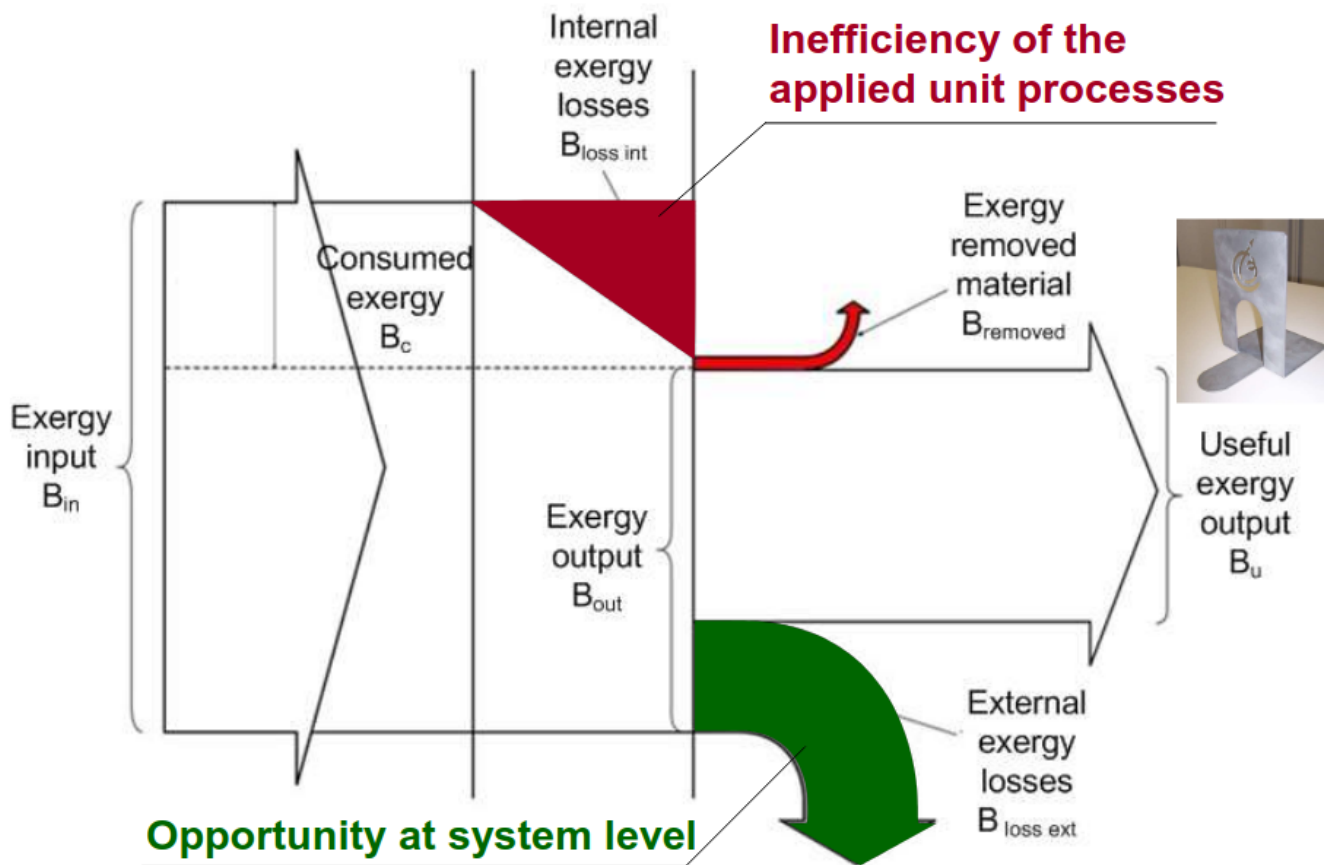 Internal
exergy
losses
B loss int
Inefficiency of the
applied unit processes
Consumed
exergy
Bc
Exergy
removed
material
Bremoved
Exergy
input
Bin
Exergy
output
Bout
Useful
exergy
output
Bu
External
exergy
losses
B loss ext
Opportunity at system level